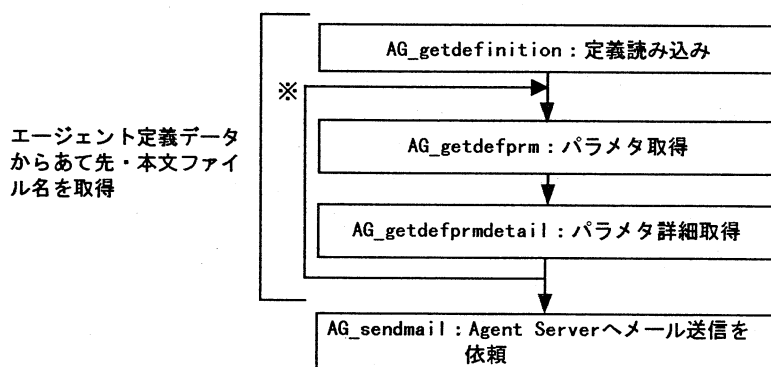 AG_getdefinition：定義読み込み
※
エージェント定義データ
からあて先・本文ファイ
ル名を取得
AG_getdefprm：パラメタ取得
AG_getdefprmdetail：パラメタ詳細取得
AG_sendmail：Agent Serverへメール送信を
依頼